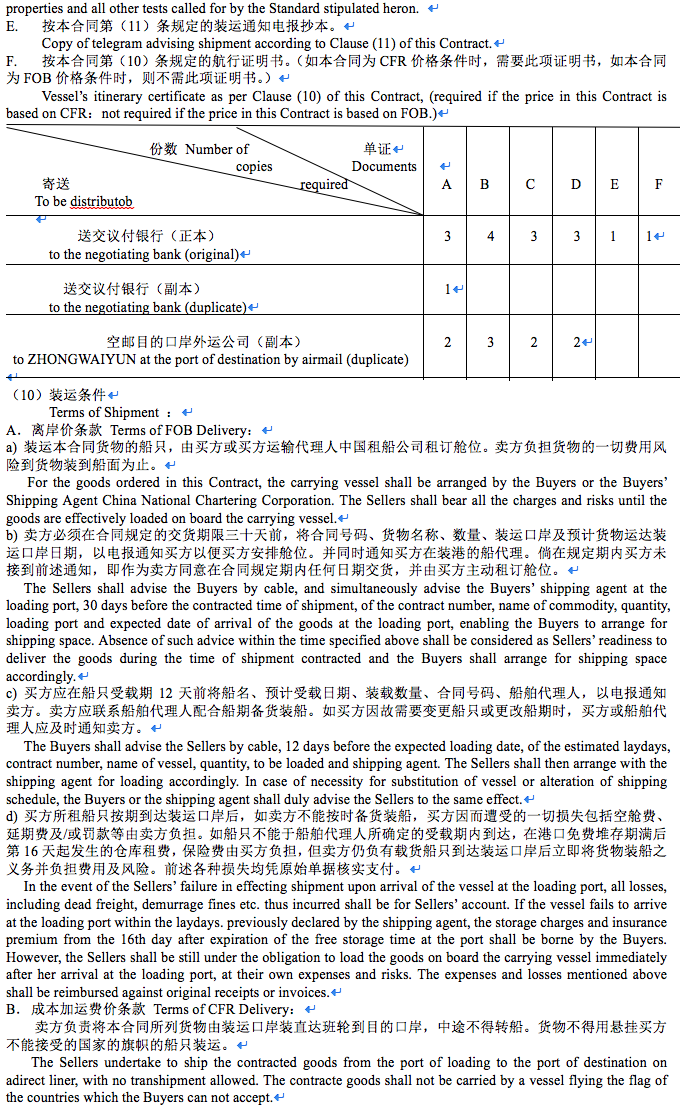 properties and all other tests called for by the Standard stipulated heron.
E. 按本合同第（11）条规定的装运通知电报抄本。
Copy of telegram advising shipment according to Clause (11) of this Contract.
F. 按本合同第（10）条规定的航行证明书。（如本合同为 CFR 价格条件时，需要此项证明书，如本合同
为 FOB 价格条件时，则不需此项证明书。）
Vessel’s itinerary certificate as per Clause (10) of this Contract, (required if the price in this Contract is
based on CFR：not required if the price in this Contract is based on FOB.)
份数 Number of copies
单证 Documents required
寄送
To be distributob
A B C D E F
送交议付银行（正本）
to the negotiating bank (original)
3 4 3 3 1 1
送交议付银行（副本）
to the negotiating bank (duplicate)
1
空邮目的口岸外运公司（副本）
to ZHONGWAIYUN at the port of destination by airmail (duplicate)
2 3 2 2
（10）装运条件
Terms of Shipment ：
A．离岸价条款 Terms of FOB Delivery：
a) 装运本合同货物的船只，由买方或买方运输代理人中国租船公司租订舱位。卖方负担货物的一切费用风
险到货物装到船面为止。
For the goods ordered in this Contract, the carrying vessel shall be arranged by the Buyers or the Buyers’
Shipping Agent China National Chartering Corporation. The Sellers shall bear all the charges and risks until the
goods are effectively loaded on board the carrying vessel.
b) 卖方必须在合同规定的交货期限三十天前，将合同号码、货物名称、数量、装运口岸及预计货物运达装
运口岸日期，以电报通知买方以便买方安排舱位。并同时通知买方在装港的船代理。倘在规定期内买方未
接到前述通知，即作为卖方同意在合同规定期内任何日期交货，并由买方主动租订舱位。
The Sellers shall advise the Buyers by cable, and simultaneously advise the Buyers’ shipping agent at the
loading port, 30 days before the contracted time of shipment, of the contract number, name of commodity, quantity,
loading port and expected date of arrival of the goods at the loading port, enabling the Buyers to arrange for
shipping space. Absence of such advice within the time specified above shall be considered as Sellers’ readiness to
deliver the goods during the time of shipment contracted and the Buyers shall arrange for shipping space
accordingly.
c) 买方应在船只受载期 12 天前将船名、预计受载日期、装载数量、合同号码、船舶代理人，以电报通知
卖方。卖方应联系船舶代理人配合船期备货装船。如买方因故需要变更船只或更改船期时，买方或船舶代
理人应及时通知卖方。
The Buyers shall advise the Sellers by cable, 12 days before the expected loading date, of the estimated laydays,
contract number, name of vessel, quantity, to be loaded and shipping agent. The Sellers shall then arrange with the
shipping agent for loading accordingly. In case of necessity for substitution of vessel or alteration of shipping
schedule, the Buyers or the shipping agent shall duly advise the Sellers to the same effect.
d) 买方所租船只按期到达装运口岸后，如卖方不能按时备货装船，买方因而遭受的一切损失包括空舱费、
延期费及/或罚款等由卖方负担。如船只不能于船舶代理人所确定的受载期内到达，在港口免费堆存期满后
第 16 天起发生的仓库租费，保险费由买方负担，但卖方仍负有载货船只到达装运口岸后立即将货物装船之
义务并负担费用及风险。前述各种损失均凭原始单据核实支付。
In the event of the Sellers’ failure in effecting shipment upon arrival of the vessel at the loading port, all losses,
including dead freight, demurrage fines etc. thus incurred shall be for Sellers’ account. If the vessel fails to arrive
at the loading port within the laydays. previously declared by the shipping agent, the storage charges and insurance
premium from the 16th day after expiration of the free storage time at the port shall be borne by the Buyers.
However, the Sellers shall be still under the obligation to load the goods on board the carrying vessel immediately
after her arrival at the loading port, at their own expenses and risks. The expenses and losses mentioned above
shall be reimbursed against original receipts or invoices.
B．成本加运费价条款 Terms of CFR Delivery：
卖方负责将本合同所列货物由装运口岸装直达班轮到目的口岸，中途不得转船。货物不得用悬挂买方
不能接受的国家的旗帜的船只装运。
The Sellers undertake to ship the contracted goods from the port of loading to the port of destination on
adirect liner, with no transhipment allowed. The contracte goods shall not be carried by a vessel flying the flag of
the countries which the Buyers can not accept.